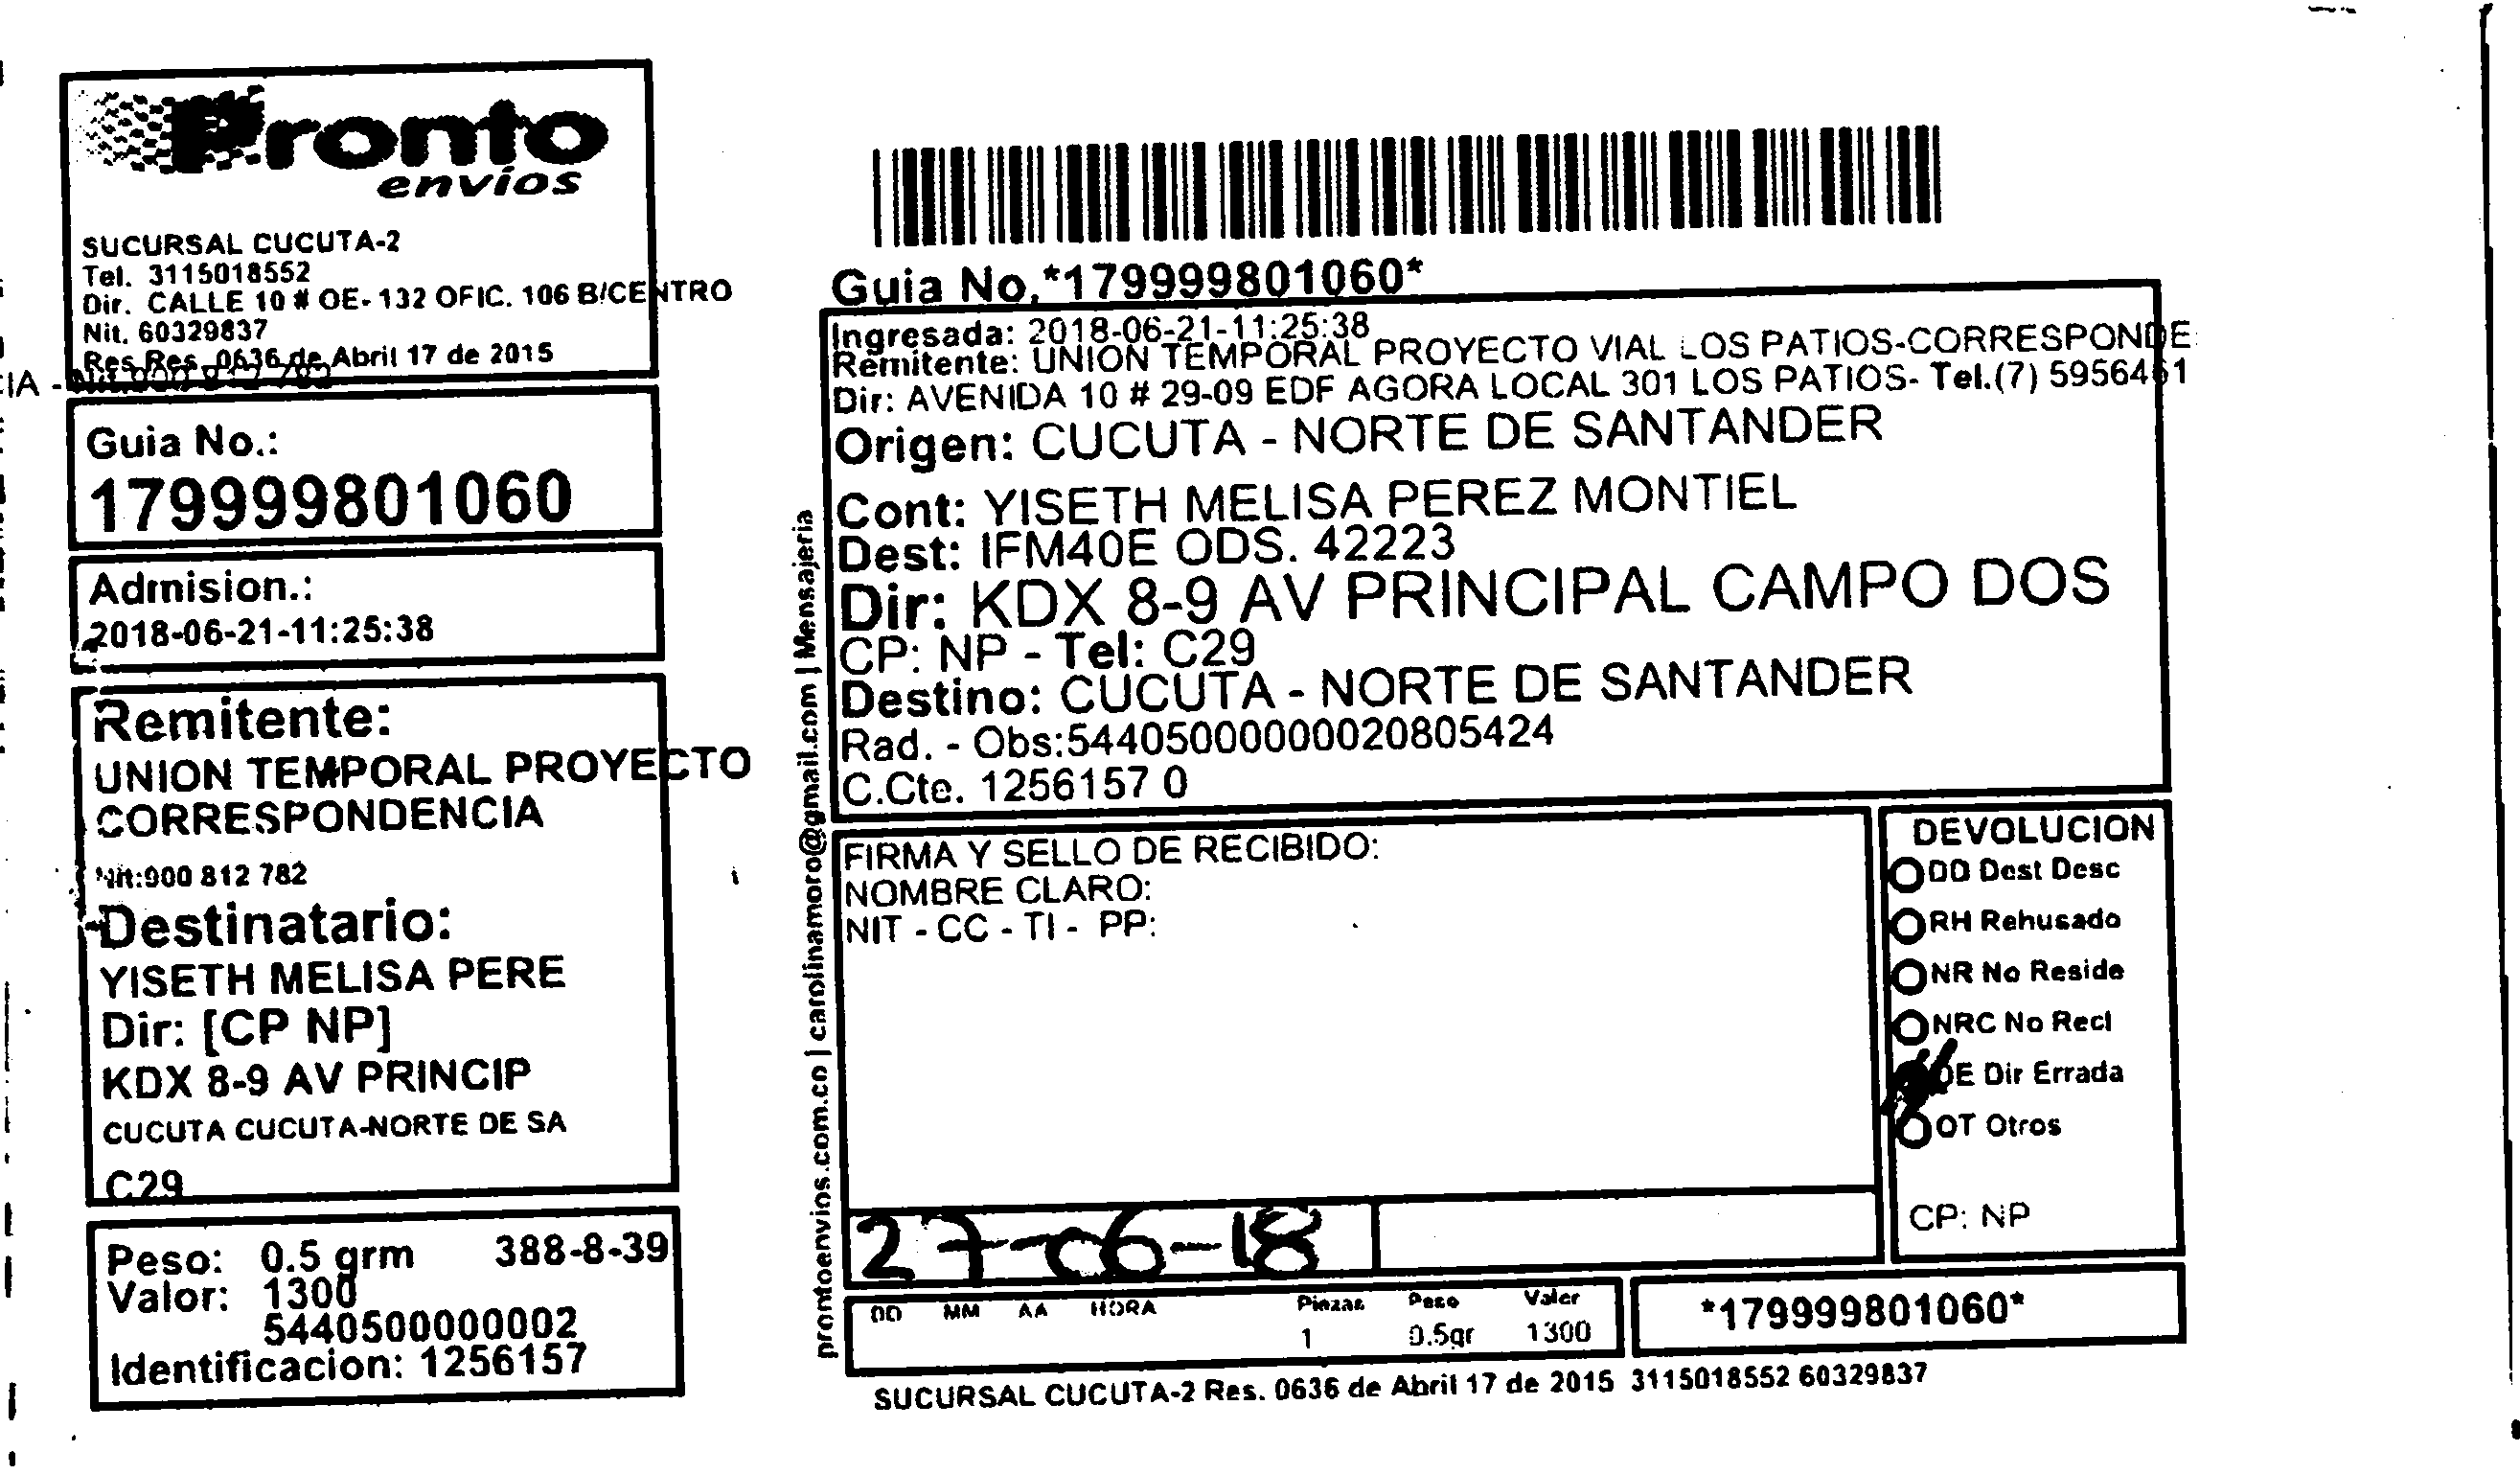 Pronto
envíos
SUCURSAL CUCUTA-2
Tel. 3115018552
Dir. CALLE 10 # OE-132 OFIC. 106 B/CENTRO
Nit. 60329837
Res.Res. 0636 de Abril 17 de 2015
IA -
Guia No.:
179999801060
Admision.:
2018-06-21-11:25:38
Remitente:
UNION TEMPORAL PROYECTO
CORRESPONDENCIA
Nit:900 812 782
Destinatario:
YISETH MELISA PERE
Dir: [CP NP]
KDX 8-9 AV PRINCIP
CUCUTA CUCUTA-NORTE DE SA
C29
Peso: 0.5 grm 388-8-39
Valor: 1300
5440500000002
Identificacion: 1256157
prontoenvios.com.co | carolinamoro@gmail.com | Mensajeria
Guia No.*179999801060*
Ingresada: 2018-06-21-11:25:38
Remitente: UNION TEMPORAL PROYECTO VIAL LOS PATIOS-CORRESPONDE
Dir: AVENIDA 10 # 29-09 EDF AGORA LOCAL 301 LOS PATIOS- Tel.(7) 5956461
Origen: CUCUTA - NORTE DE SANTANDER
Cont: YISETH MELISA PEREZ MONTIEL
Dest: IFM40E ODS. 42223
Dir: KDX 8-9 AV PRINCIPAL CAMPO DOS
CP: NP - Tel: C29
Destino: CUCUTA - NORTE DE SANTANDER
Rad. - Obs:544050000000020805424
C.Cte. 1256157 0
FIRMA Y SELLO DE RECIBIDO:
NOMBRE CLARO:
NIT - CC - TI - PP:
DEVOLUCION
DD Dest Desc
RH Rehusado
NR No Reside
NRC No Recl
DE Dir Errada
OT Otros
CP: NP
27-06-18
DD MM AA HORA Piezas Peso Valor
1 0.5gr 1300
*179999801060*
SUCURSAL CUCUTA-2 Res. 0636 de Abril 17 de 2015 3115018552 60329837